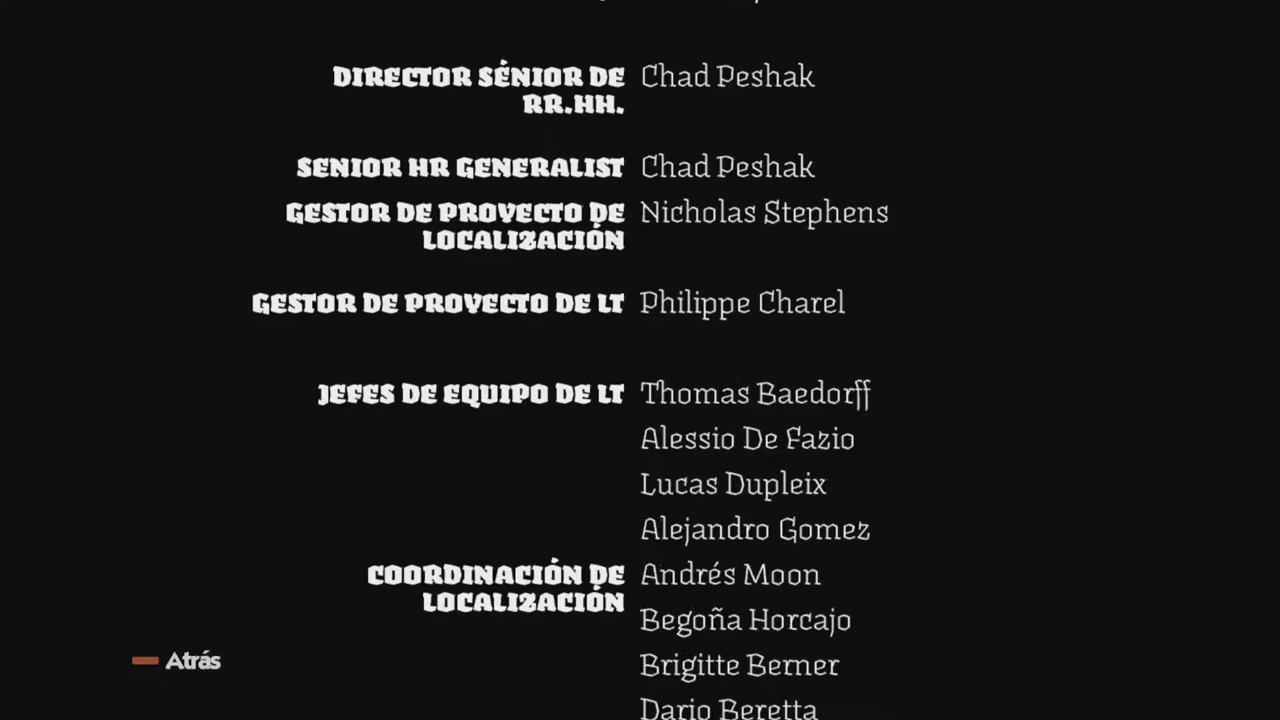 DIRECTOR SÉNIOR DE Chad Peshak
RR.HH.
SENIOR HR GENERALIST Chad Peshak
GESTOR DE PROYECTO DE Nicholas Stephens
LOCALIZACIÓN
GESTOR DE PROYECTO DE LT Philippe Charel
JEFES DE EQUIPO DE LT Thomas Baedorff
Alessio De Fazio
Lucas Dupleix
Alejandro Gomez
COORDINACIÓN DE Andrés Moon
LOCALIZACIÓN
Begoña Horcajo
Brigitte Berner
Atrás
Dario Beretta